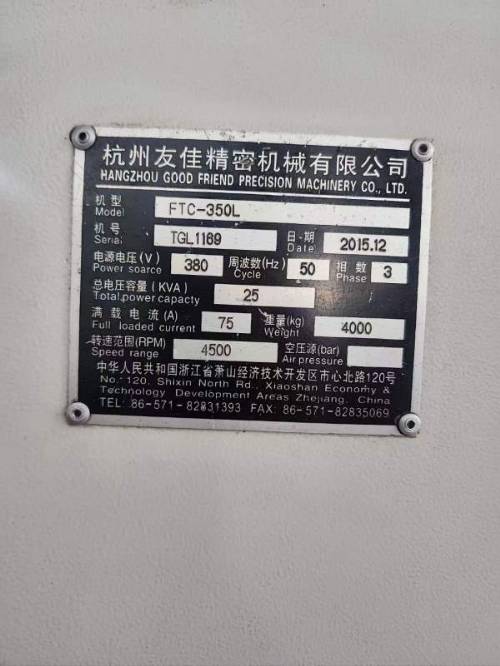 杭州友佳精密机械有限公司
HANGZHOU GOOD FRIEND PRECISION MACHINERY CO., LTD.
机型 Model FTC-350L
机号 Serial TGL1169 日·期 Date 2015.12
电源电压(V) Power soarce 380 周波数(Hz) Cycle 50 相数 Phase 3
总电压容量(KVA) Total power capacity 25
满载电流(A) Full loaded current 75 重量(kg) Weight 4000
转速范围(RPM) Speed range 4500 空压源(bar) Air pressure
中华人民共和国浙江省萧山经济技术开发区市心北路120号
No. 120, Shixin North Rd., Xiaoshan Economy &
Technology Development Areas Zhejiang, China
TEL: 86-571-82831393 FAX: 86-571-82835069